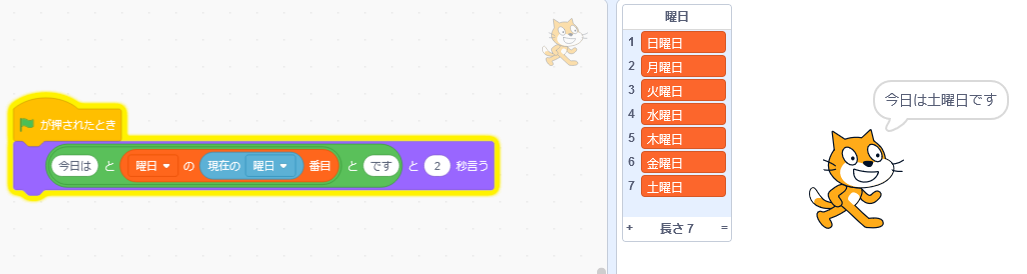 が押されたとき
今日は と 曜日 の 現在の 曜日 番目 と です と 2 秒言う
曜日
1 日曜日
2 月曜日
3 火曜日
4 水曜日
5 木曜日
6 金曜日
7 土曜日
+ 長さ 7 =
今日は土曜日です